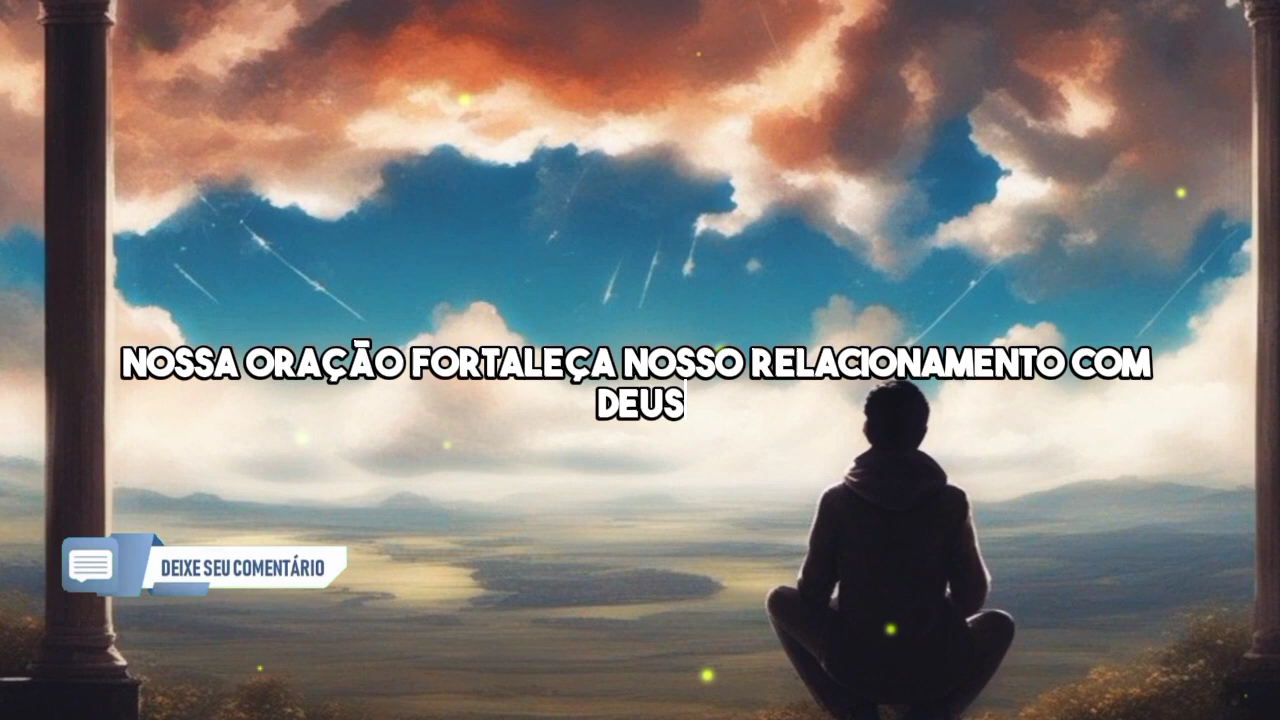 NOSSA ORAÇÃO FORTALEÇA NOSSO RELACIONAMENTO COM
DEUS
DEIXE SEU COMENTÁRIO